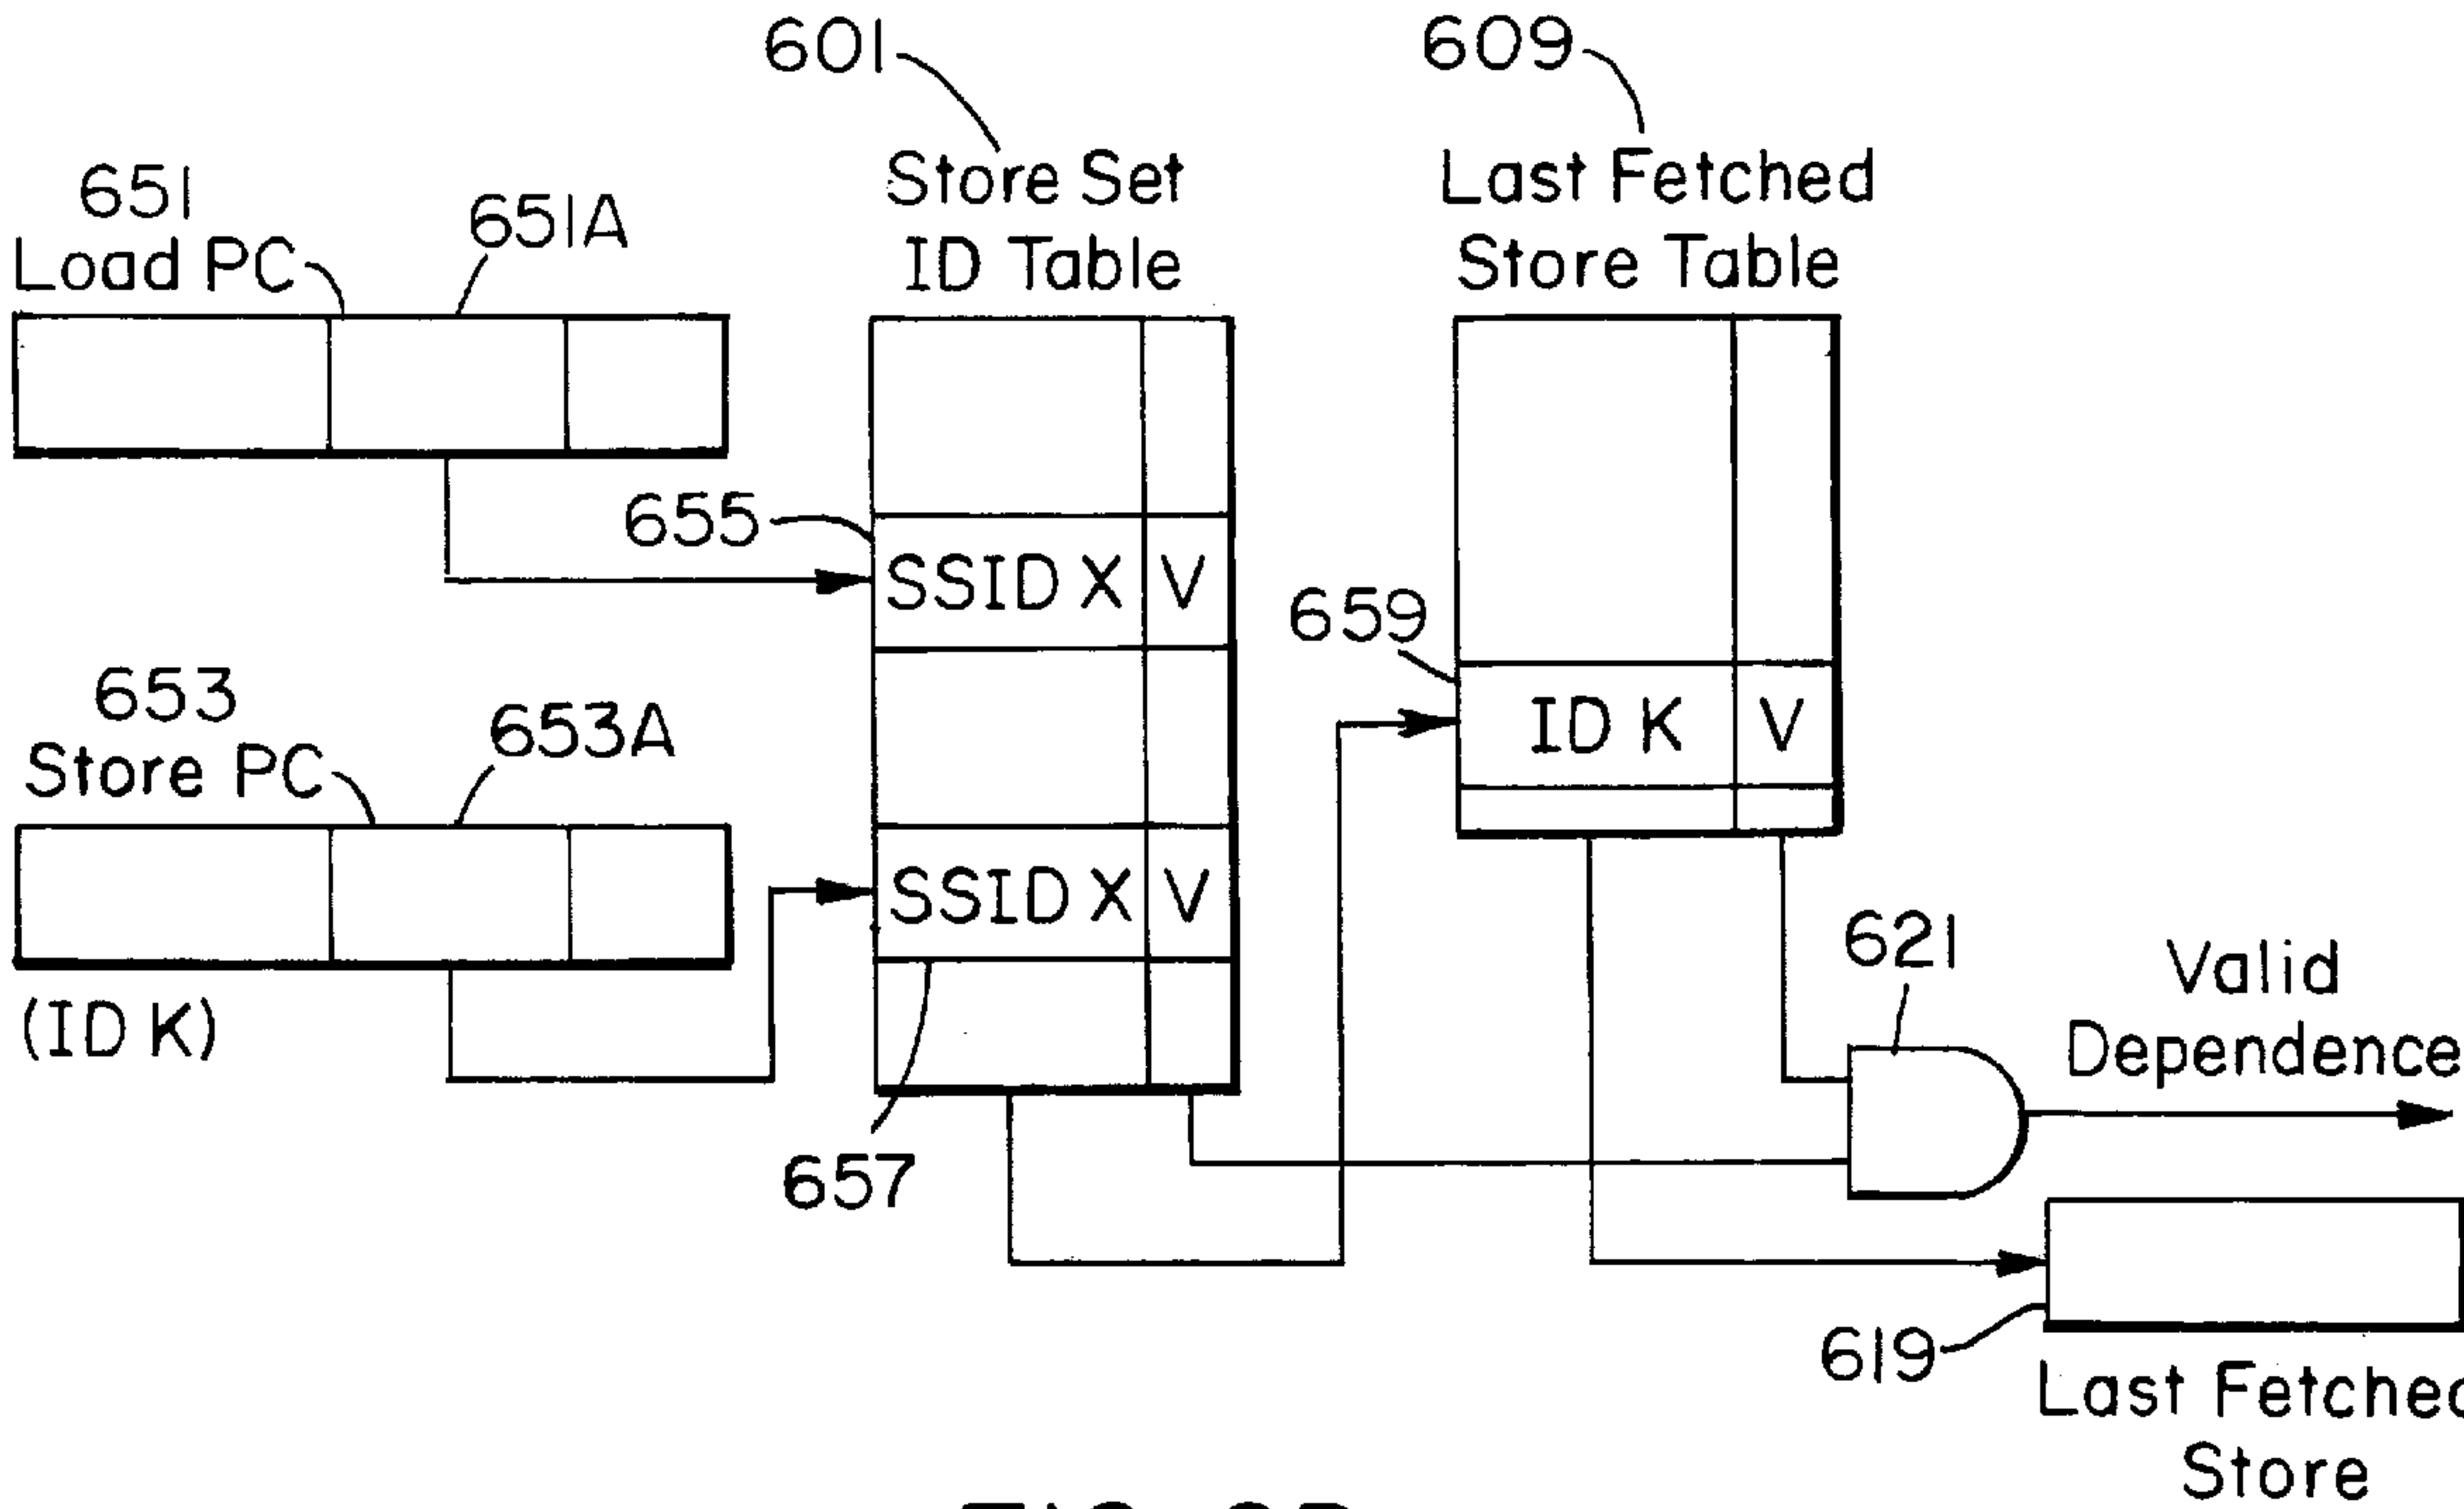 601
609
Store Set
ID Table
Last Fetched
Store Table
651
Load PC
651A
655
SSID X V
659
ID K V
653
Store PC
653A
(ID K)
SSID X V
657
621
Valid
Dependence
619
Last Fetched
Store